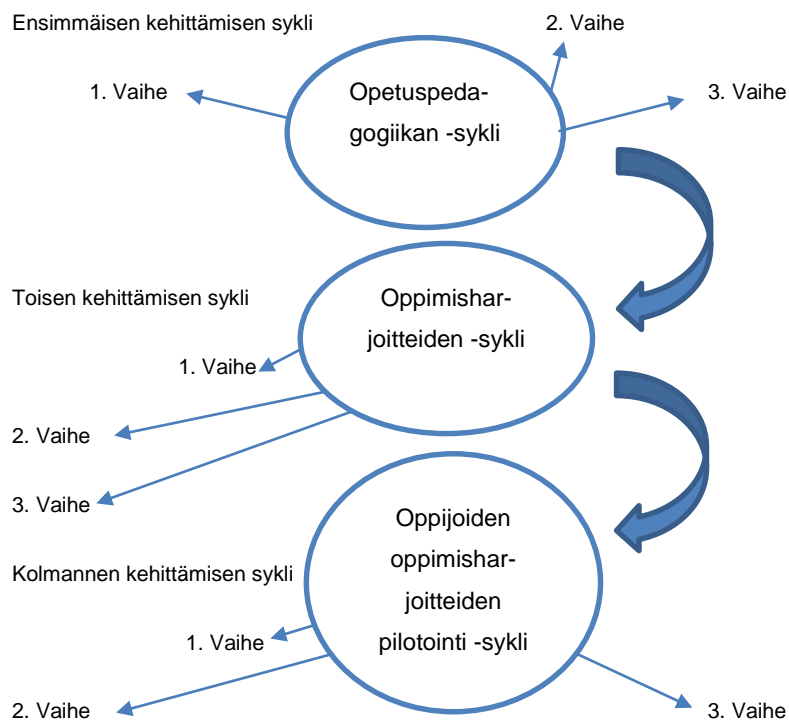 Ensimmäisen kehittämisen sykli
2. Vaihe
1. Vaihe
3. Vaihe
Opetuspeda-
gogiikan -sykli
Toisen kehittämisen sykli
Oppimishar-
joitteiden -sykli
1. Vaihe
2. Vaihe
3. Vaihe
Kolmannen kehittämisen sykli
Oppijoiden
oppimishar-
joitteiden
pilotointi -sykli
1. Vaihe
2. Vaihe
3. Vaihe